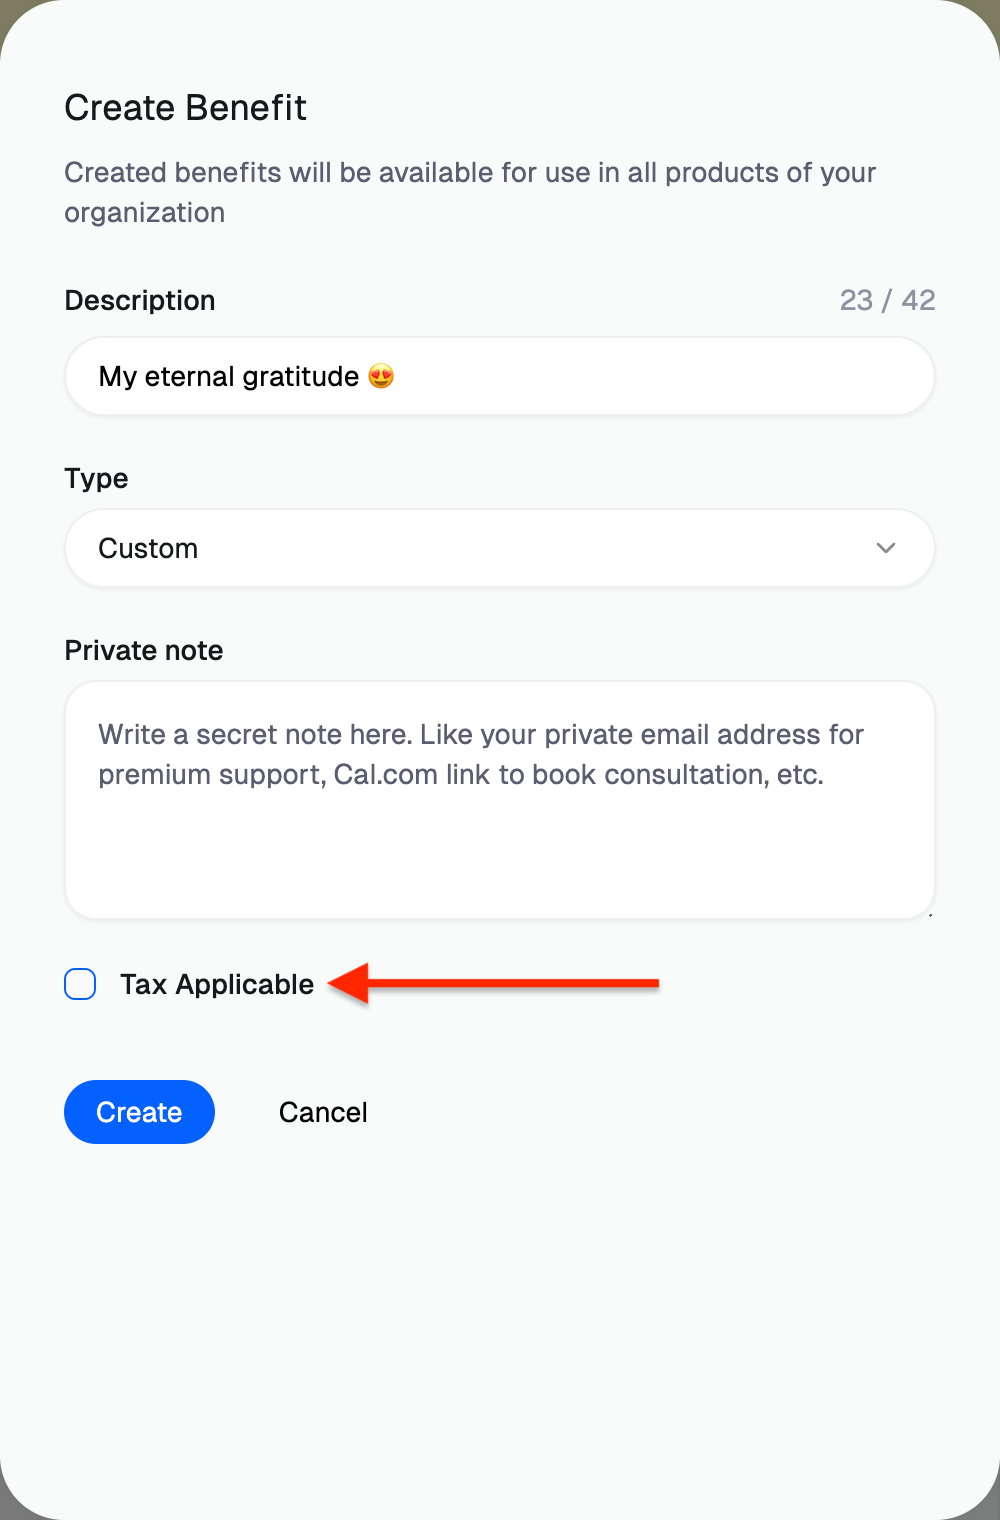 Create Benefit
Created benefits will be available for use in all products of your
organization
Description
23 / 42
My eternal gratitude 😍
Type
Custom
Private note
Write a secret note here. Like your private email address for
premium support, Cal.com link to book consultation, etc.
Tax Applicable
Create
Cancel